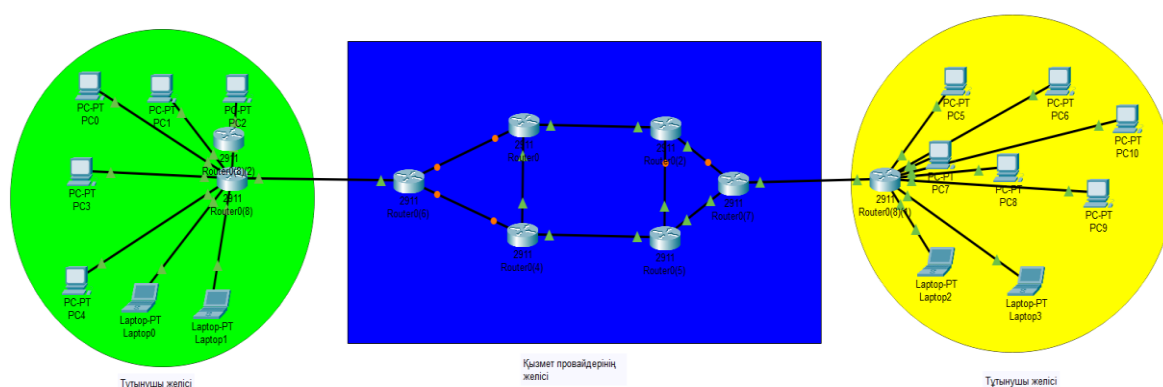 PC-PT
PC0
PC-PT
PC1
PC-PT
PC2
2911
Router0(8)(2)
PC-PT
PC3
2911
Router0(8)
PC-PT
PC4
Laptop-PT
Laptop0
Laptop-PT
Laptop1
Тұтынушы желісі
2911
Router0(6)
2911
Router0
2911
Router0(2)
2911
Router0(4)
2911
Router0(5)
2911
Router0(7)
Қызмет провайдерінің
желісі
PC-PT
PC5
PC-PT
PC6
PC-PT
PC10
PC-PT
PC7
PC-PT
PC8
PC-PT
PC9
2911
Router0(8)(1)
Laptop-PT
Laptop2
Laptop-PT
Laptop3
Тұтынушы желісі